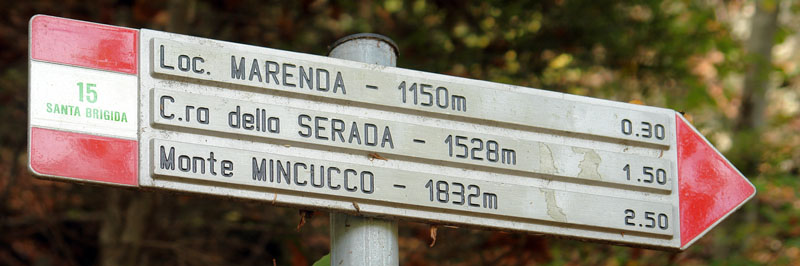 15
SANTA BRIGIDA
Loc. MARENDA - 1150m 0.30
C.ra della SERADA - 1528m 1.50
Monte MINCUCCO - 1832m 2.50